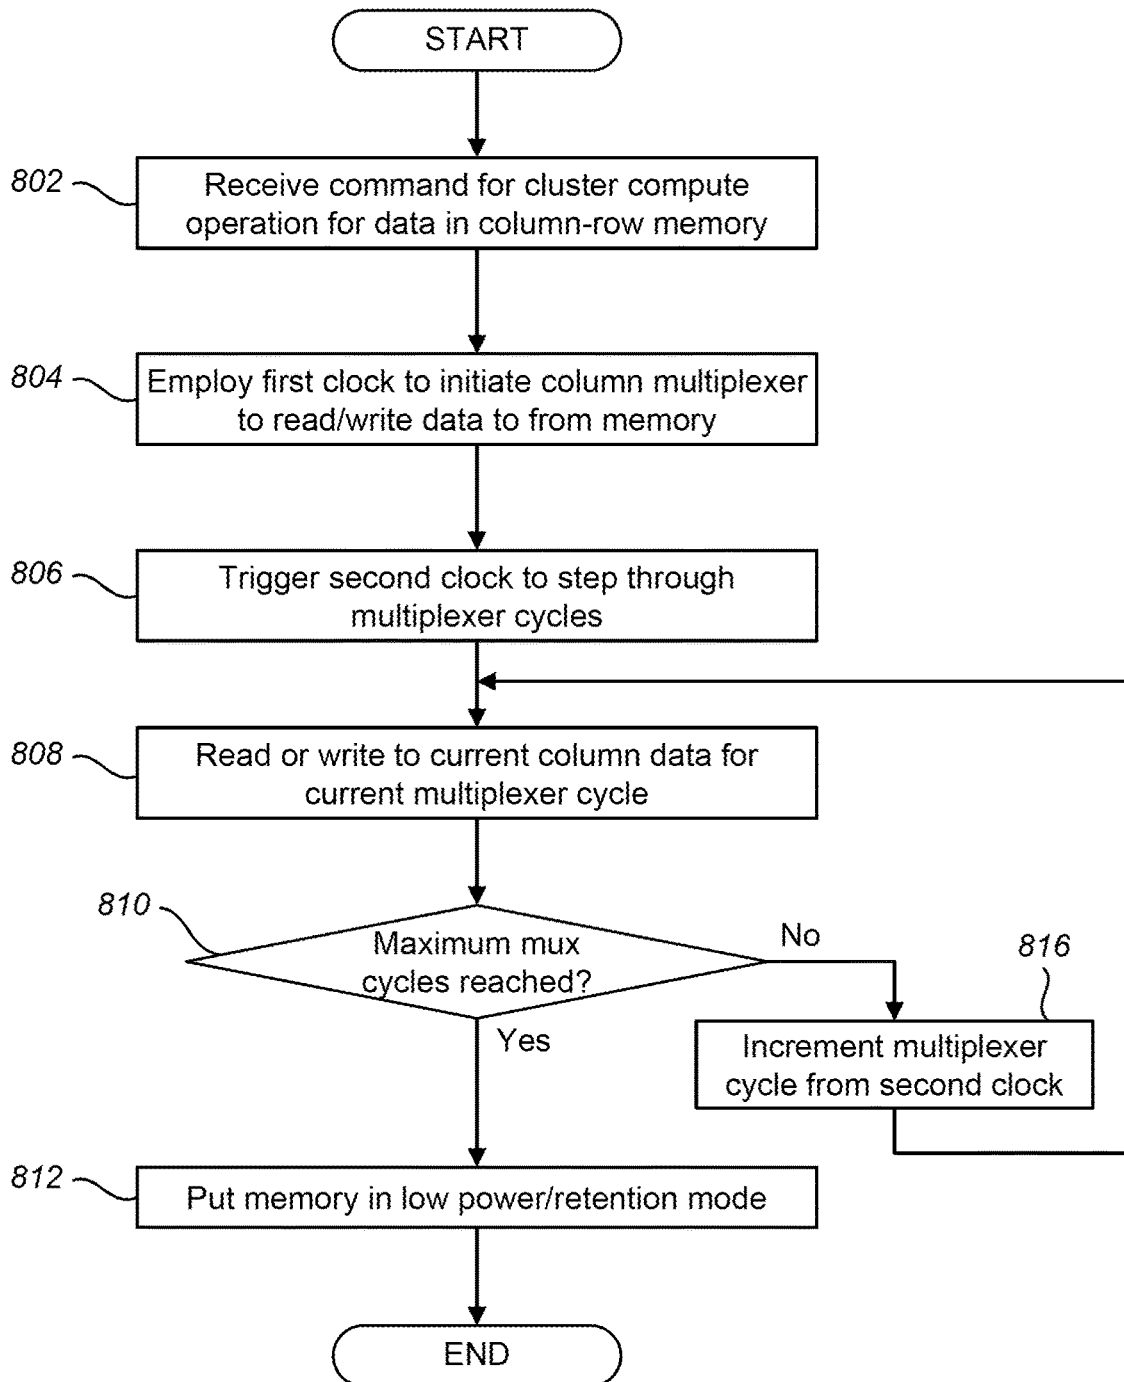 START
802
Receive command for cluster compute
operation for data in column-row memory
804
Employ first clock to initiate column multiplexer
to read/write data to from memory
806
Trigger second clock to step through
multiplexer cycles
808
Read or write to current column data for
current multiplexer cycle
810
Maximum mux
cycles reached?
No
816
Yes
Increment multiplexer
cycle from second clock
812
Put memory in low power/retention mode
END